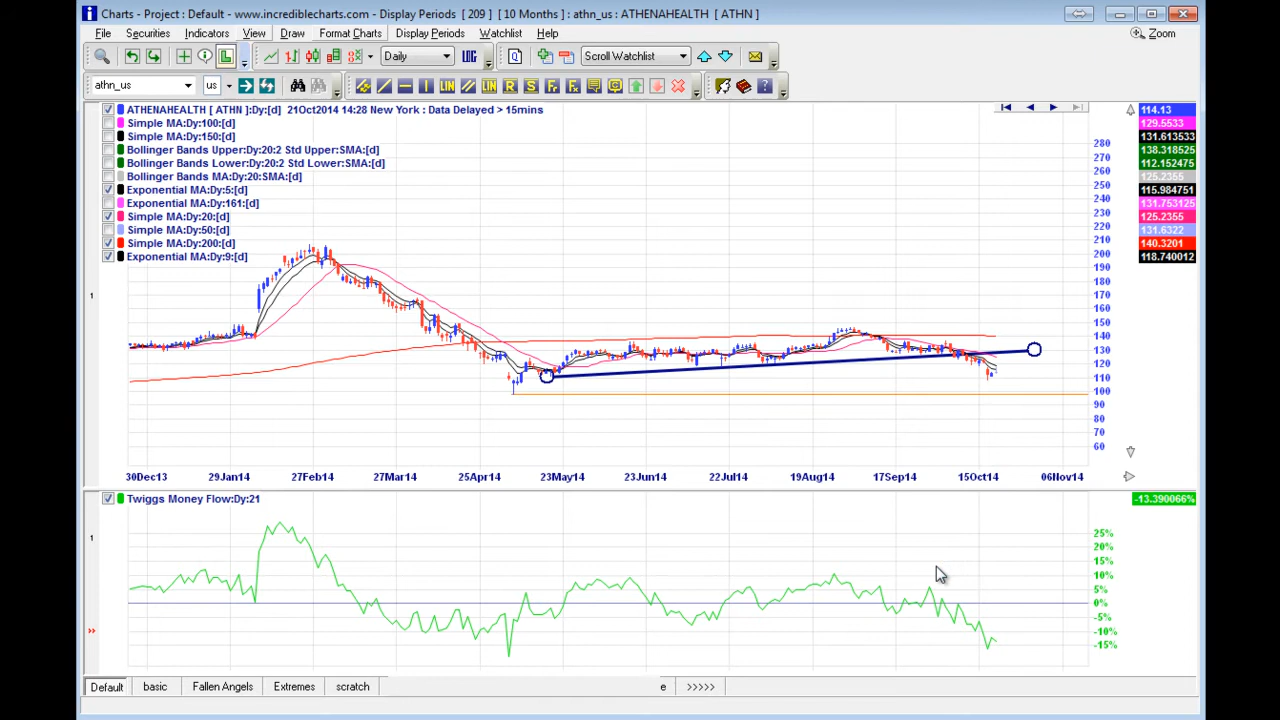 Charts - Project : Default - www.incrediblecharts.com - Display Periods [ 209 ] [ 10 Months ] : athn_us : ATHENAHEALTH [ ATHN ]
File Securities Indicators View Draw Format Charts Display Periods Watchlist Help Zoom
Daily Scroll Watchlist
athn_us us LIN LIN R S Fr Fx
ATHENAHEALTH [ ATHN ]:Dy:[d] 21Oct2014 14:28 New York : Data Delayed > 15mins 114.13
Simple MA:Dy:100:[d] 129.5533
Simple MA:Dy:150:[d] 131.613533
Bollinger Bands Upper:Dy:20:2 Std Upper:SMA:[d] 138.318525
Bollinger Bands Lower:Dy:20:2 Std Lower:SMA:[d] 112.152475
Bollinger Bands MA:Dy:20:SMA:[d] 125.2355
Exponential MA:Dy:5:[d] 115.984751
Exponential MA:Dy:161:[d] 131.753125
Simple MA:Dy:20:[d] 125.2355
Simple MA:Dy:50:[d] 131.6322
Simple MA:Dy:200:[d] 140.3201
Exponential MA:Dy:9:[d] 118.740012
280
270
260
250
240
230
220
210
200
190
180
170
160
150
140
130
120
110
100
90
80
70
60
1
30Dec13 29Jan14 27Feb14 27Mar14 25Apr14 23May14 23Jun14 22Jul14 19Aug14 17Sep14 15Oct14 06Nov14
Twiggs Money Flow:Dy:21 -13.390066%
1
25%
20%
15%
10%
5%
0%
-5%
-10%
-15%
Default basic Fallen Angels Extremes scratch e >>>>>